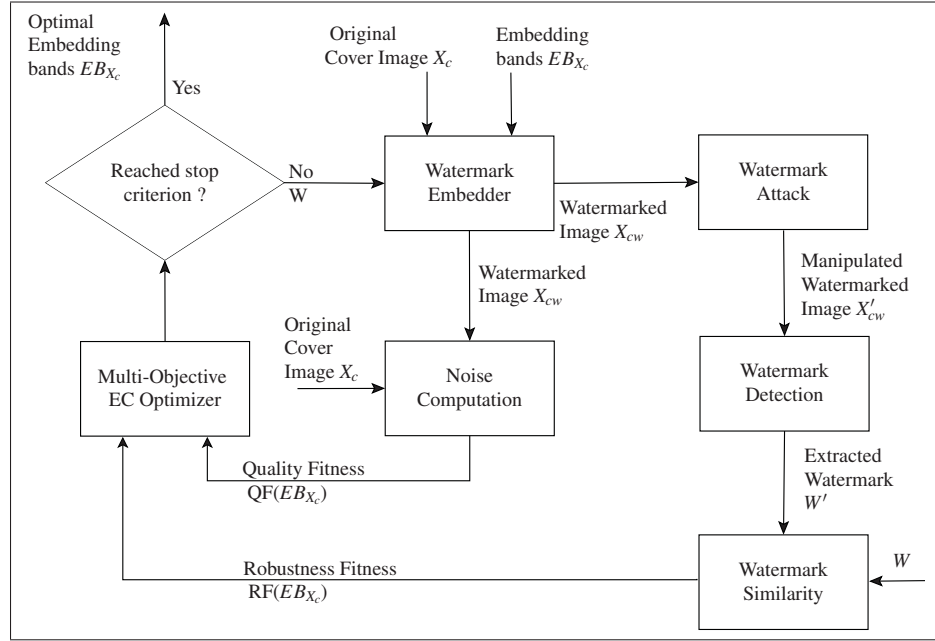 Optimal
Embedding
bands EB_{X_c}
Yes
Reached stop
criterion ?
No
W
Original
Cover Image X_c
Embedding
bands EB_{X_c}
Watermark
Embedder
Watermarked
Image X_{cw}
Watermark
Attack
Watermarked
Image X_{cw}
Manipulated
Watermarked
Image X'_{cw}
Original
Cover
Image X_c
Noise
Computation
Multi-Objective
EC Optimizer
Watermark
Detection
Quality Fitness
QF(EB_{X_c})
Extracted
Watermark
W'
Robustness Fitness
RF(EB_{X_c})
Watermark
Similarity
W